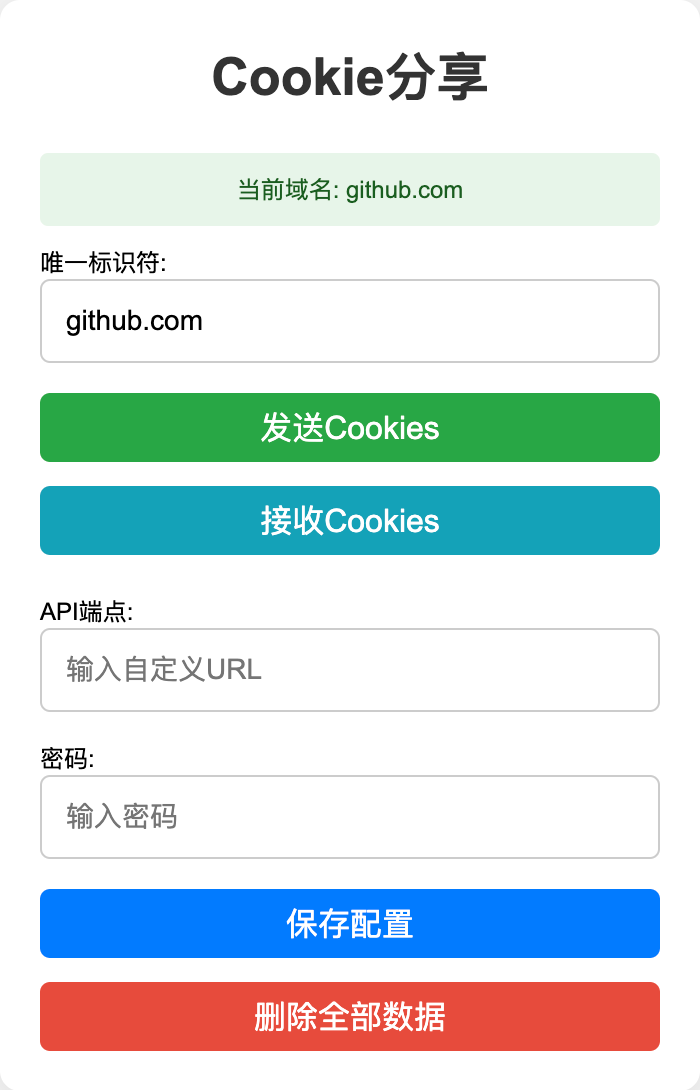 Cookie分享
当前域名: github.com
唯一标识符:
github.com
发送Cookies
接收Cookies
API端点:
输入自定义URL
密码:
输入密码
保存配置
删除全部数据